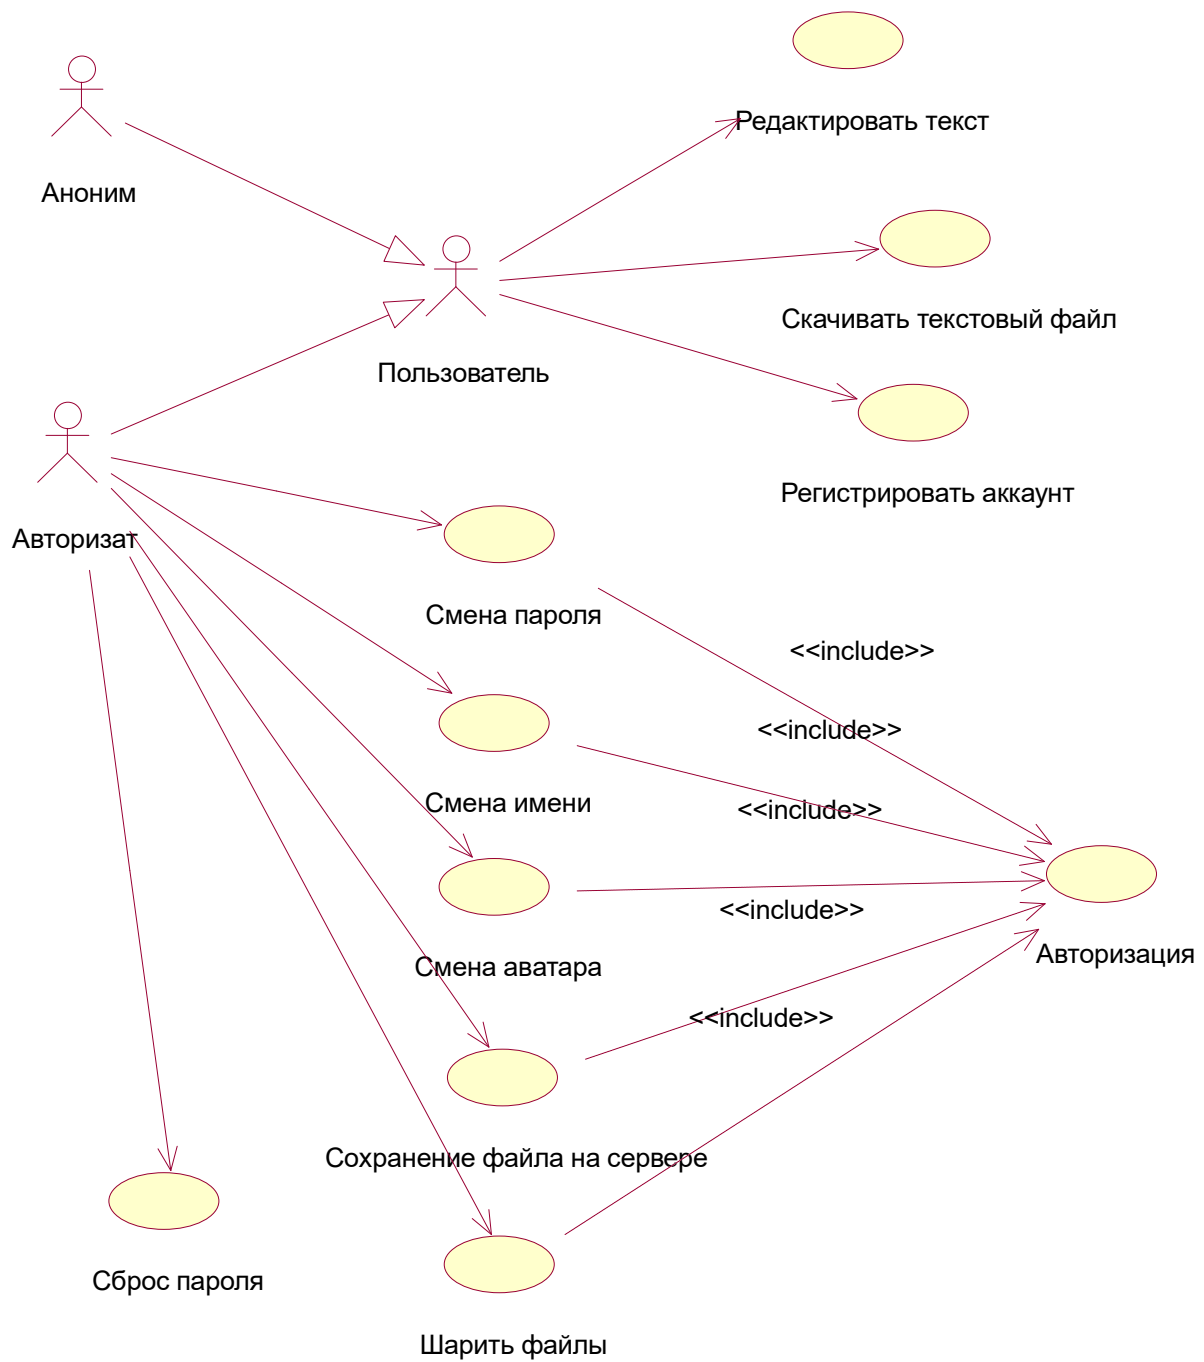 Редактировать текст
Аноним
Скачивать текстовый файл
Пользователь
Регистрировать аккаунт
Авторизат
Смена пароля
<<include>>
<<include>>
Смена имени
<<include>>
<<include>>
Авторизация
Смена аватара
<<include>>
Сохранение файла на сервере
Сброс пароля
Шарить файлы